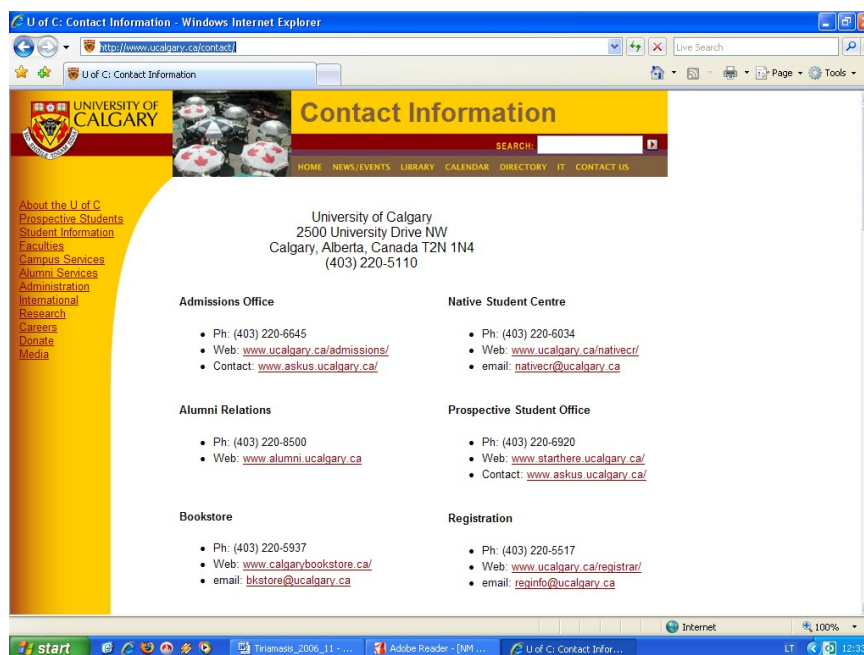 U of C: Contact Information - Windows Internet Explorer
http://www.ucalgary.ca/contact/
Live Search
U of C: Contact Information
Page
Tools
UNIVERSITY OF
CALGARY
Contact Information
SEARCH:
HOME NEWS/EVENTS LIBRARY CALENDAR DIRECTORY IT CONTACT US
About the U of C
Prospective Students
Student Information
Faculties
Campus Services
Alumni Services
Administration
International
Research
Careers
Donate
Media
University of Calgary
2500 University Drive NW
Calgary, Alberta, Canada T2N 1N4
(403) 220-5110
Admissions Office
Ph: (403) 220-6645
Web: www.ucalgary.ca/admissions/
Contact: www.askus.ucalgary.ca/
Native Student Centre
Ph: (403) 220-6034
Web: www.ucalgary.ca/nativecr/
email: nativecr@ucalgary.ca
Alumni Relations
Ph: (403) 220-8500
Web: www.alumni.ucalgary.ca
Prospective Student Office
Ph: (403) 220-6920
Web: www.starthere.ucalgary.ca/
Contact: www.askus.ucalgary.ca/
Bookstore
Ph: (403) 220-5937
Web: www.calgarybookstore.ca/
email: bkstore@ucalgary.ca
Registration
Ph: (403) 220-5517
Web: www.ucalgary.ca/registrar/
email: reginfo@ucalgary.ca
Internet
100%
start
Tiriamasis_2006_11 - ...
Adobe Reader - [NM ...
U of C: Contact Infor...
LT